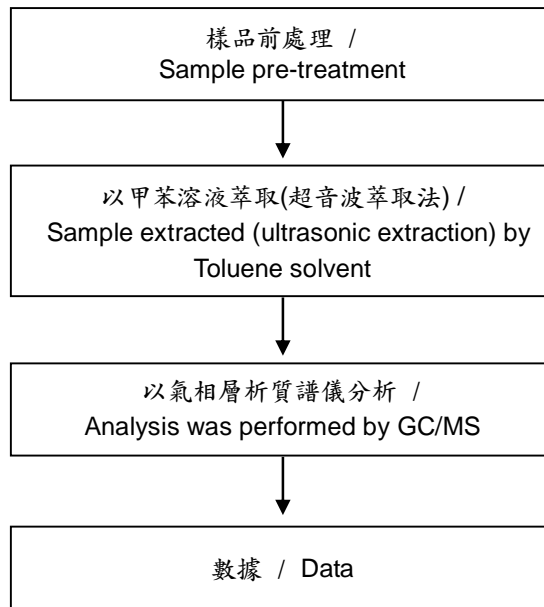 樣品前處理 /
Sample pre-treatment
以甲苯溶液萃取(超音波萃取法) /
Sample extracted (ultrasonic extraction) by
Toluene solvent
以氣相層析質譜儀分析 /
Analysis was performed by GC/MS
數據 / Data